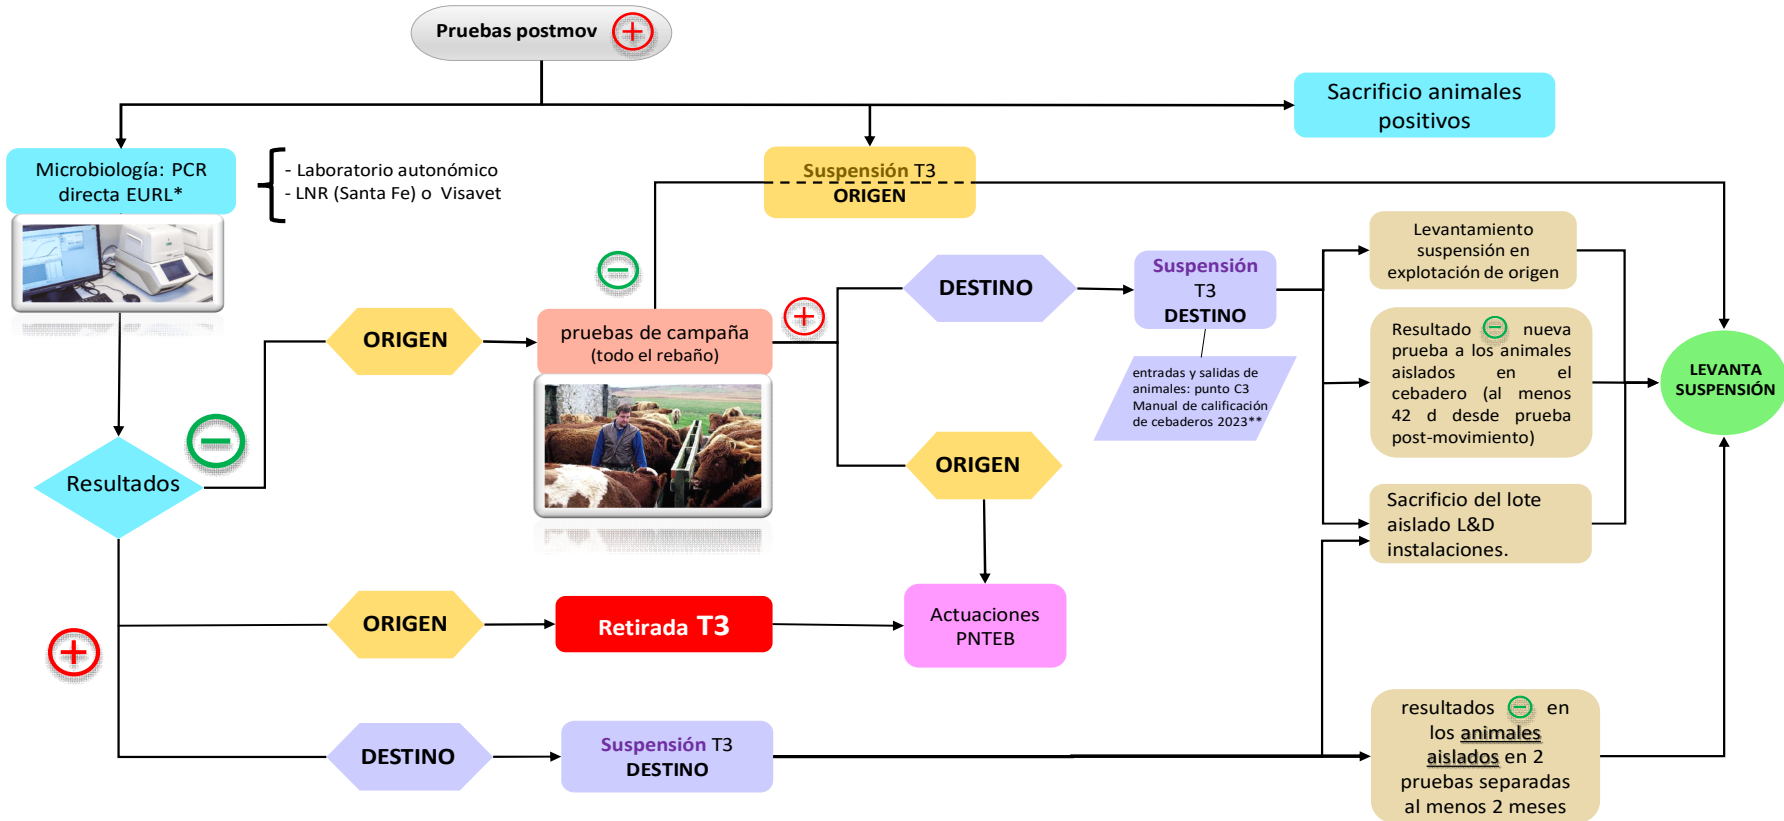 Pruebas postmov
Sacrificio animales
positivos
Microbiología: PCR
directa EURL*
- Laboratorio autonómico
- LNR (Santa Fe) o Visavet
Suspensión T3
ORIGEN
Levantamiento
suspensión en
explotación de origen
DESTINO
Suspensión
T3
DESTINO
ORIGEN
pruebas de campaña
(todo el rebaño)
Resultado nueva
prueba a los animales
aislados en el
cebadero (al menos
42 d desde prueba
post-movimiento)
LEVANTA
SUSPENSIÓN
entradas y salidas de
animales: punto C3
Manual de calificación
de cebaderos 2023**
ORIGEN
Resultados
Sacrificio del lote
aislado L&D
instalaciones.
ORIGEN
Retirada T3
Actuaciones
PNTEB
DESTINO
Suspensión T3
DESTINO
resultados en
los animales
aislados en 2
pruebas separadas
al menos 2 meses